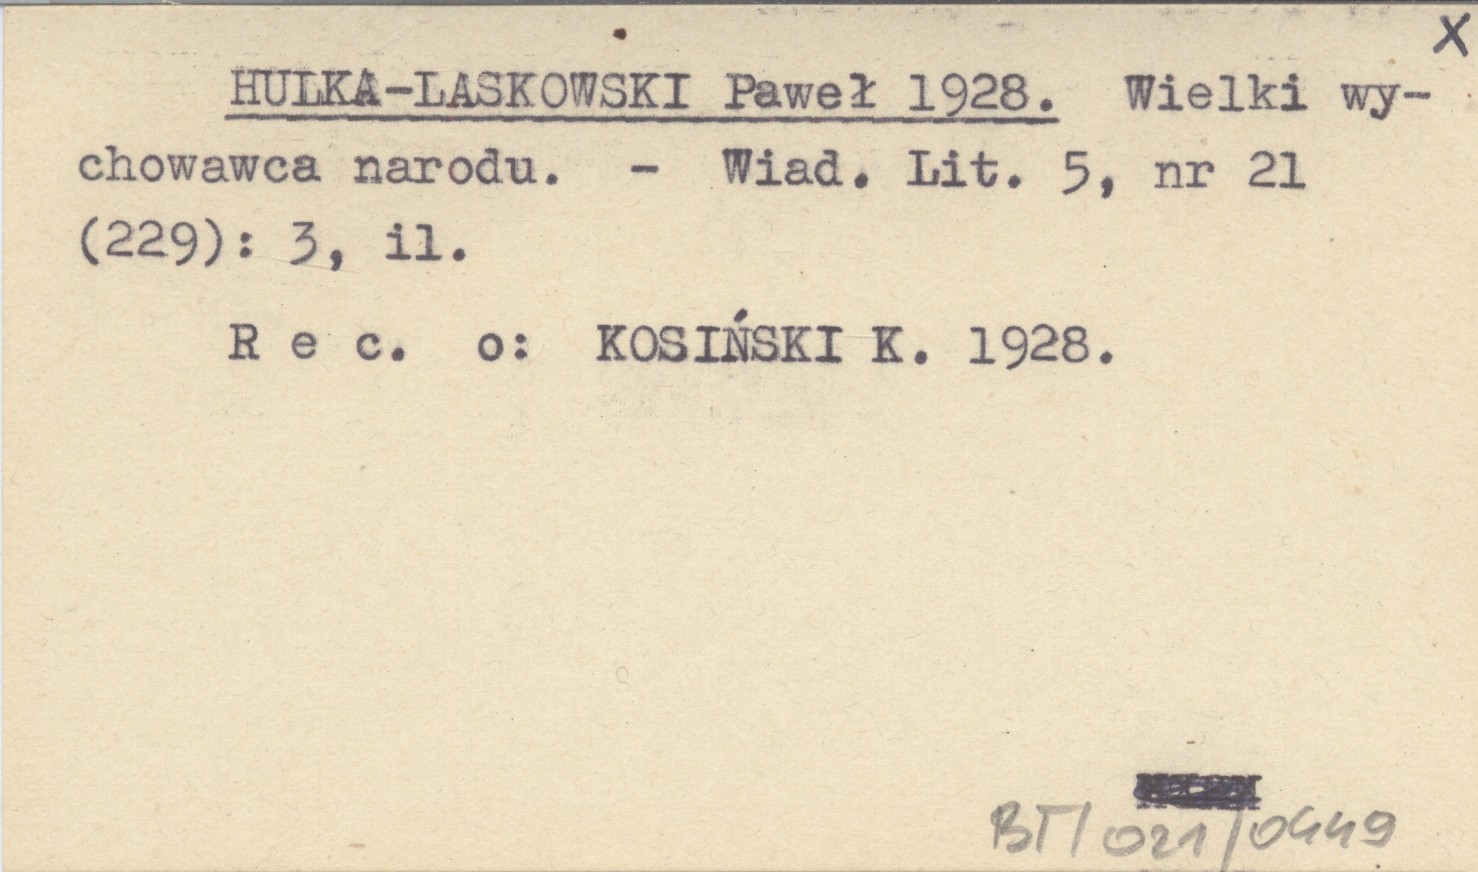 X
HULKA-LASKOWSKI Paweł 1928. Wielki wy-
chowawca narodu. - Wiad. Lit. 5, nr 21
(229): 3, il.
R e c. o: KOSIŃSKI K. 1928.
BT/021/0449